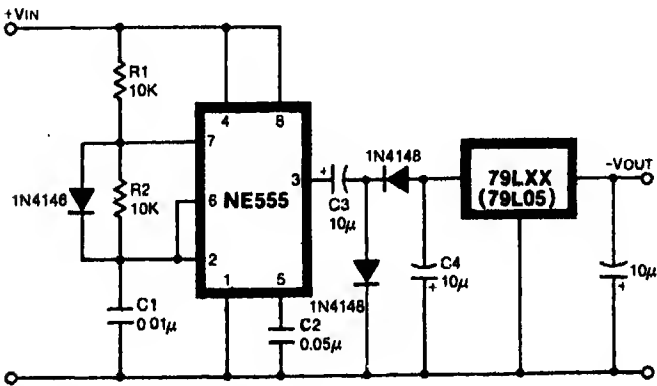 +VIN
R1
10K
4
8
7
1N4148
R2
10K
6
NE555
3
+
C3
10μ
1N4148
79LXX
(79L05)
-VOUT
2
1
5
C1
0.01μ
C2
0.05μ
1N4148
C4
10μ
+
10μ
+